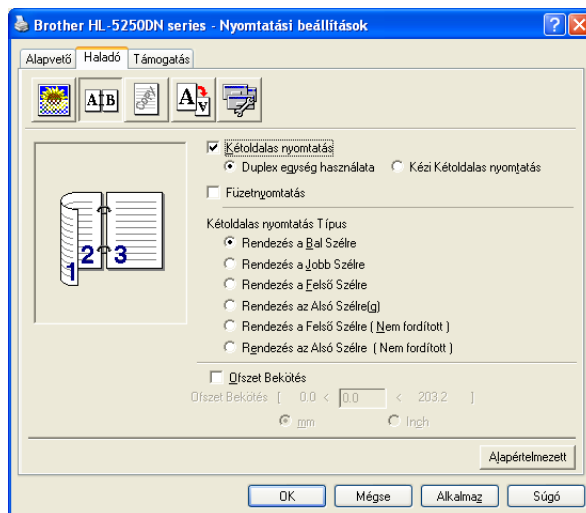 Brother HL-5250DN series - Nyomtatási beállítások
Alapvető Haladó Támogatás
A B A V
Kétoldalas nyomtatás
Duplex egység használata Kézi Kétoldalas nyomtatás
Füzetnyomtatás
1 2 3
Kétoldalas nyomtatás Típus
Rendezés a Bal Szélre
Rendezés a Jobb Szélre
Rendezés a Felső Szélre
Rendezés az Alsó Szélre(g)
Rendezés a Felső Szélre ( Nem fordított )
Rendezés az Alsó Szélre ( Nem fordított )
Ofszet Bekötés
Ofszet Bekötés [ 0.0 < 0.0 < 203.2 ]
mm Inch
Alapértelmezett
OK Mégse Alkalmaz Súgó